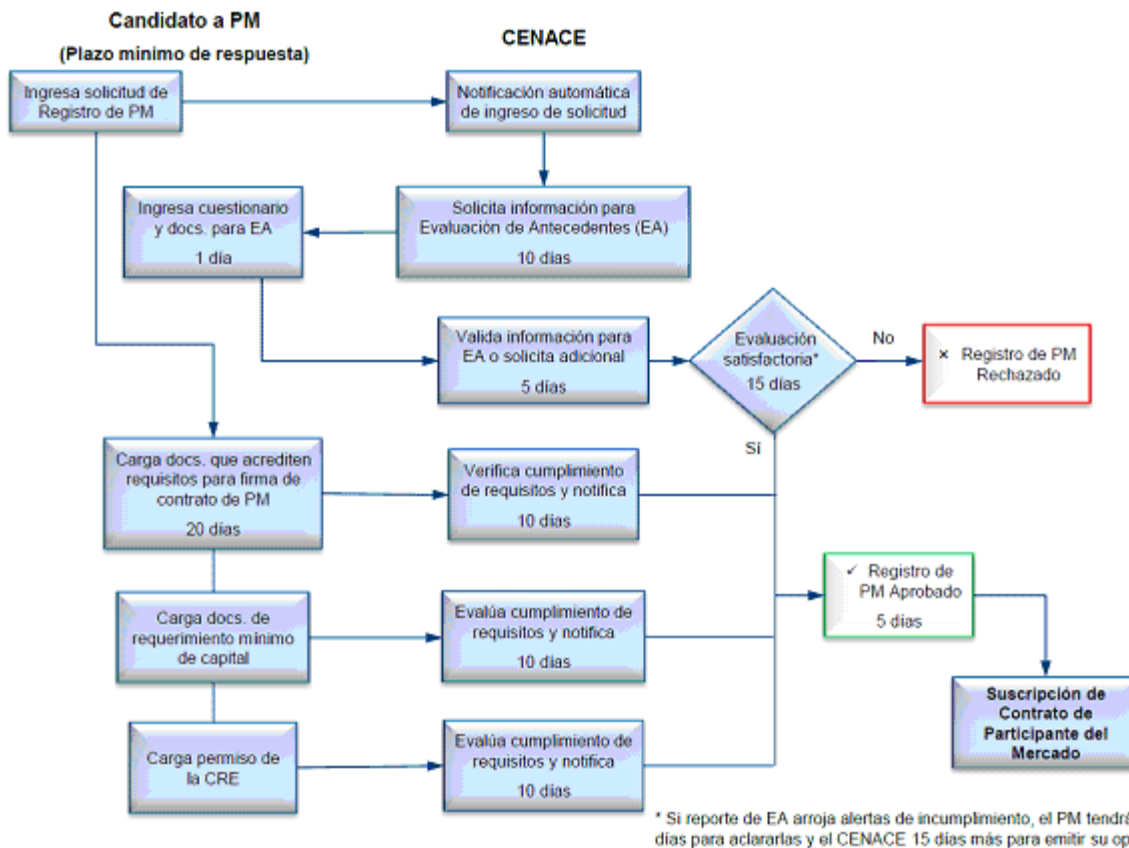 Candidato a PM
(Plazo mínimo de respuesta)
CENACE
Ingresa solicitud de
Registro de PM
Notificación automática
de ingreso de solicitud
Ingresa cuestionario
y docs. para EA
1 día
Solicita información para
Evaluación de Antecedentes (EA)
10 días
Valida información para
EA o solicita adicional
5 días
Evaluación
satisfactoria*
15 días
No
× Registro de PM
Rechazado
Sí
Carga docs. que acrediten
requisitos para firma de
contrato de PM
20 días
Verifica cumplimiento
de requisitos y notifica
10 días
✓ Registro de
PM Aprobado
5 días
Carga docs. de
requerimiento mínimo
de capital
Evalúa cumplimiento de
requisitos y notifica
10 días
Suscripción de
Contrato de
Participante del
Mercado
Carga permiso de
la CRE
Evalúa cumplimiento de
requisitos y notifica
10 días
* Si reporte de EA arroja alertas de incumplimiento, el PM tendrá
días para aclararlas y el CENACE 15 días más para emitir su op